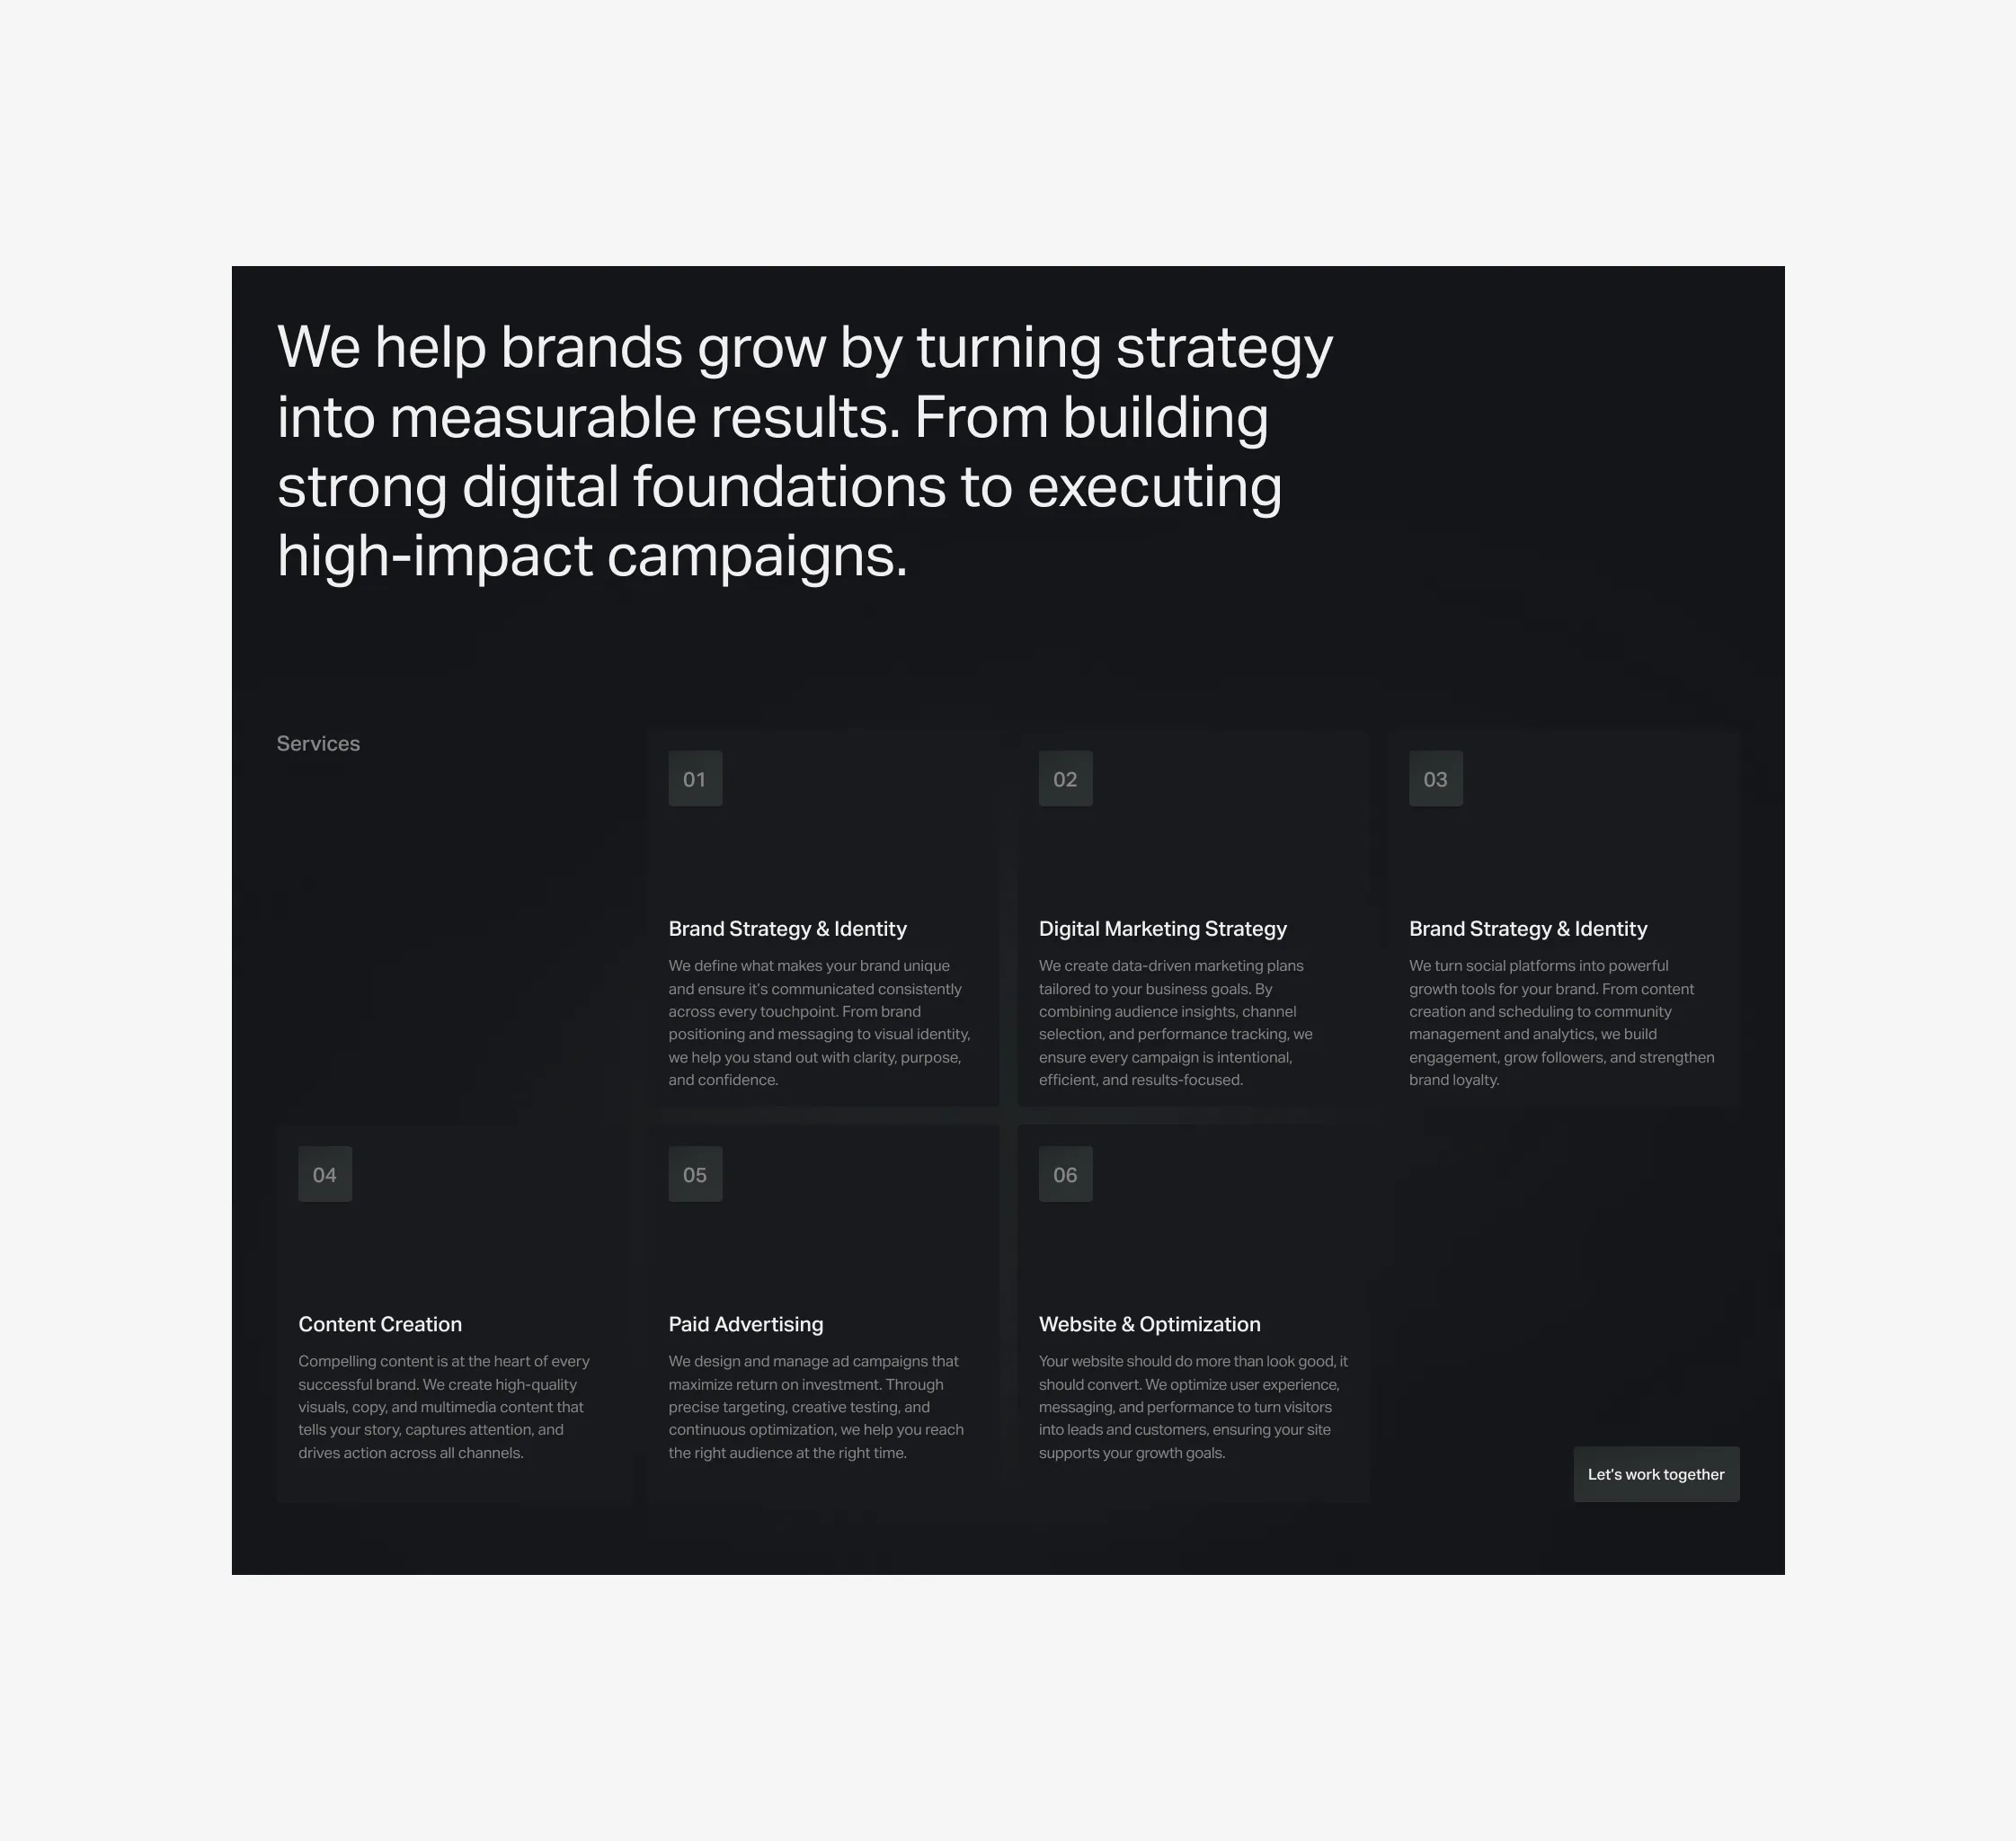 We help brands grow by turning strategy
into measurable results. From building
strong digital foundations to executing
high-impact campaigns.
Services
01
Brand Strategy & Identity
We define what makes your brand unique
and ensure it’s communicated consistently
across every touchpoint. From brand
positioning and messaging to visual identity,
we help you stand out with clarity, purpose,
and confidence.
02
Digital Marketing Strategy
We create data-driven marketing plans
tailored to your business goals. By
combining audience insights, channel
selection, and performance tracking, we
ensure every campaign is intentional,
efficient, and results-focused.
03
Brand Strategy & Identity
We turn social platforms into powerful
growth tools for your brand. From content
creation and scheduling to community
management and analytics, we build
engagement, grow followers, and strengthen
brand loyalty.
04
Content Creation
Compelling content is at the heart of every
successful brand. We create high-quality
visuals, copy, and multimedia content that
tells your story, captures attention, and
drives action across all channels.
05
Paid Advertising
We design and manage ad campaigns that
maximize return on investment. Through
precise targeting, creative testing, and
continuous optimization, we help you reach
the right audience at the right time.
06
Website & Optimization
Your website should do more than look good, it
should convert. We optimize user experience,
messaging, and performance to turn visitors
into leads and customers, ensuring your site
supports your growth goals.
Let’s work together